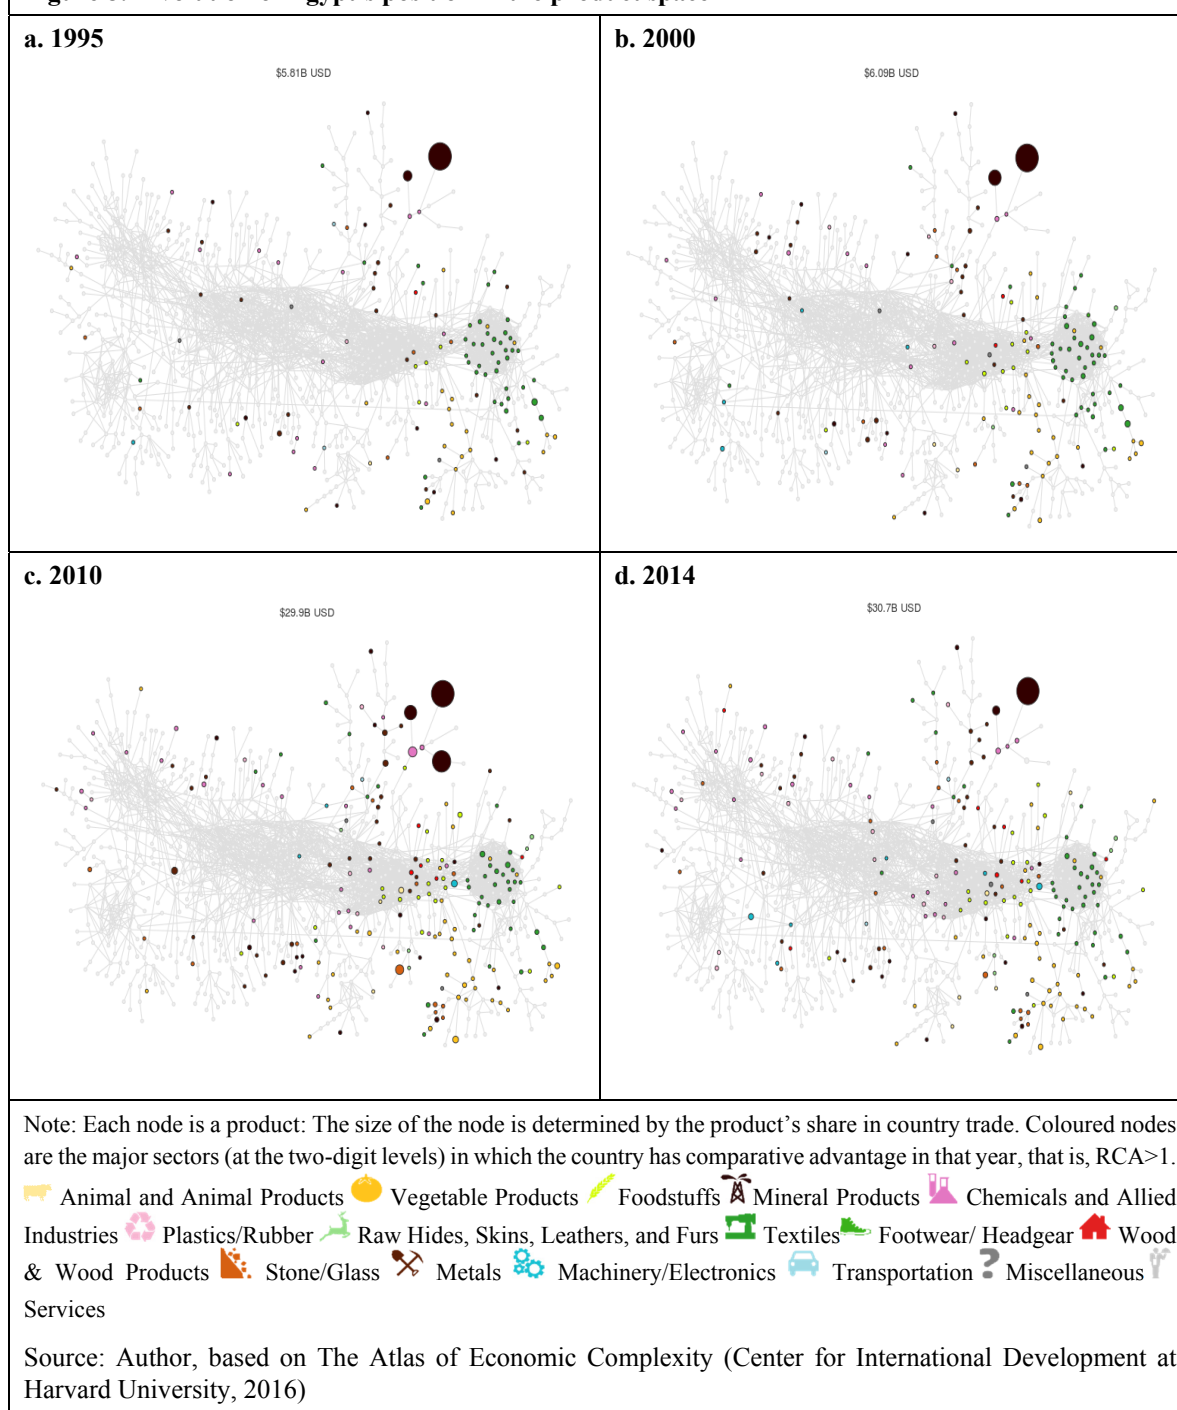 a. 1995
b. 2000
$5.81B USD
$6.09B USD
c. 2010
d. 2014
$29.9B USD
$30.7B USD
Note: Each node is a product: The size of the node is determined by the product’s share in country trade. Coloured nodes
are the major sectors (at the two-digit levels) in which the country has comparative advantage in that year, that is, RCA>1.
Animal and Animal Products Vegetable Products Foodstuffs Mineral Products Chemicals and Allied
Industries Plastics/Rubber Raw Hides, Skins, Leathers, and Furs Textiles Footwear/ Headgear Wood
& Wood Products Stone/Glass Metals Machinery/Electronics Transportation ? Miscellaneous
Services
Source: Author, based on The Atlas of Economic Complexity (Center for International Development at
Harvard University, 2016)